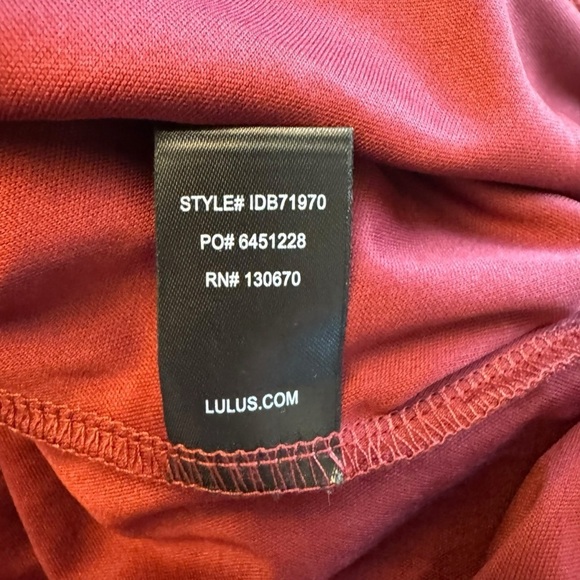 STYLE# IDB71970
PO# 6451228
RN# 130670
LULUS.COM